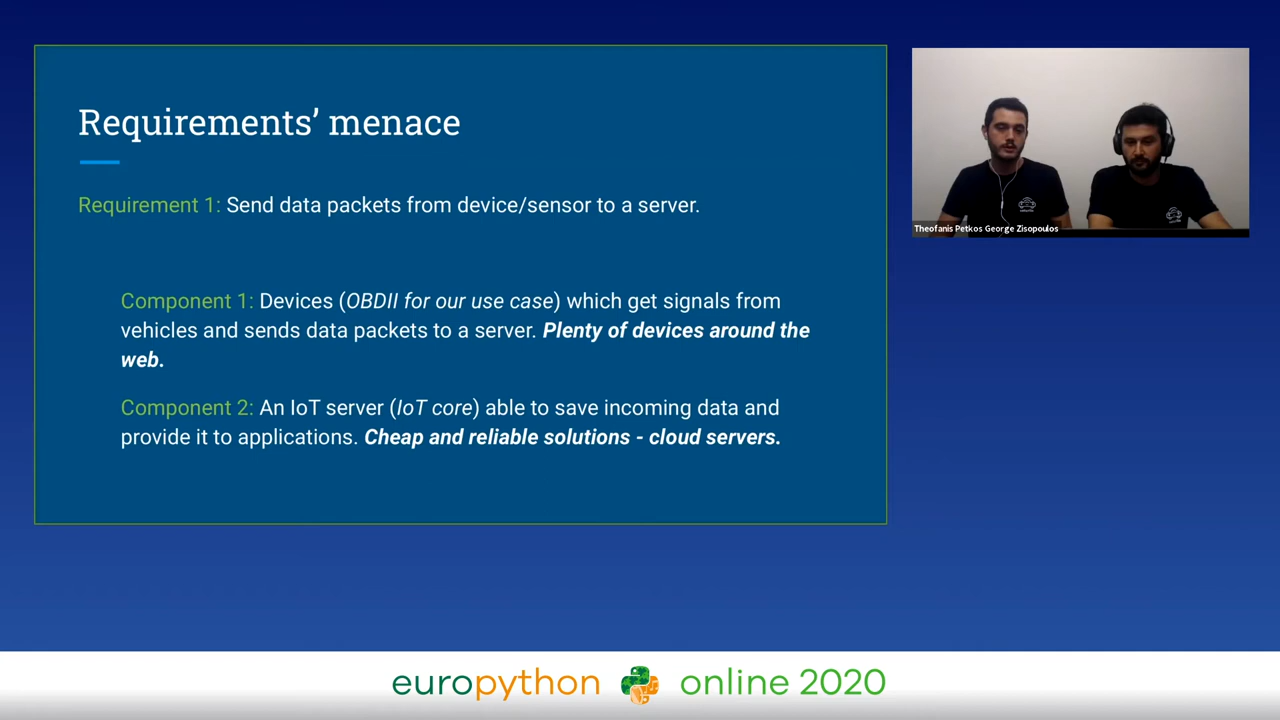 Requirements’ menace
Requirement 1: Send data packets from device/sensor to a server.
Component 1: Devices (OBDII for our use case) which get signals from
vehicles and sends data packets to a server. Plenty of devices around the
web.
Component 2: An IoT server (IoT core) able to save incoming data and
provide it to applications. Cheap and reliable solutions - cloud servers.
Theofanis Petkos George Zisopoulos
europython online 2020